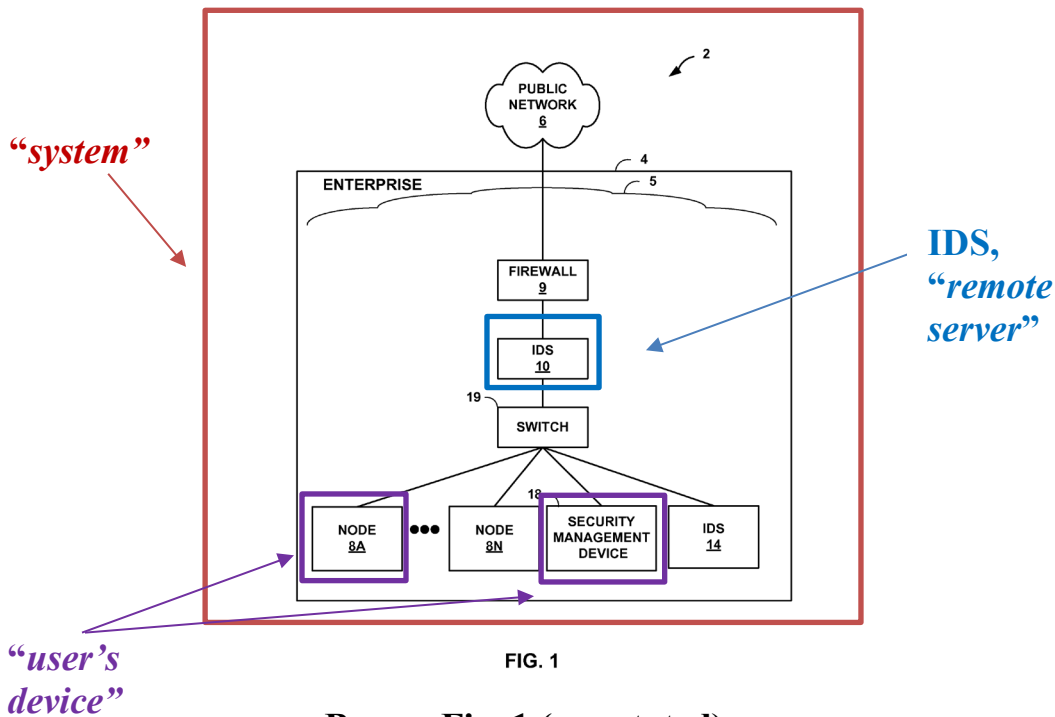 2
PUBLIC
NETWORK
6
"system"
4
ENTERPRISE
5
FIREWALL
9
IDS,
"remote
server"
IDS
10
19
SWITCH
18
NODE
8A
NODE
8N
SECURITY
MANAGEMENT
DEVICE
IDS
14
"user's
device"
FIG. 1